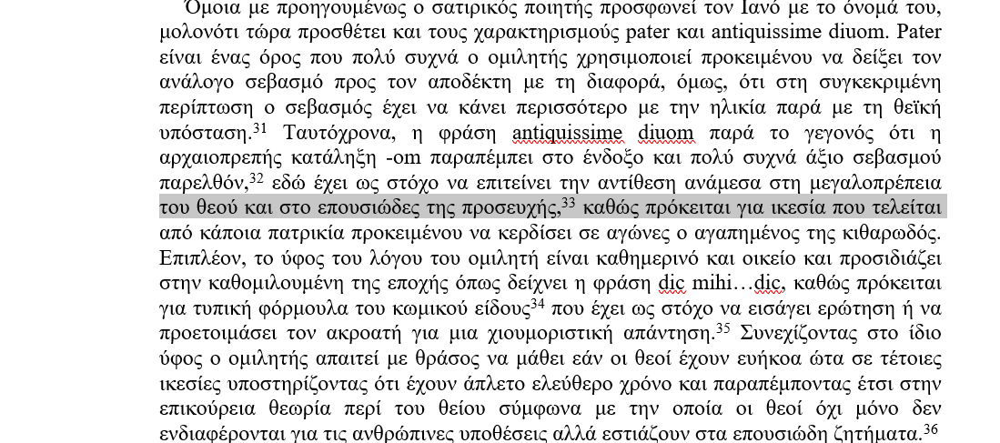 Όμοια με προηγουμένως ο σατιρικός ποιητής προσφωνεί τον Ιανό με το όνομά του,
μολονότι τώρα προσθέτει και τους χαρακτηρισμούς pater και antiquissime diuom. Pater
είναι ένας όρος που πολύ συχνά ο ομιλητής χρησιμοποιεί προκειμένου να δείξει τον
ανάλογο σεβασμό προς τον αποδέκτη με τη διαφορά, όμως, ότι στη συγκεκριμένη
περίπτωση ο σεβασμός έχει να κάνει περισσότερο με την ηλικία παρά με τη θεϊκή
υπόσταση.³¹ Ταυτόχρονα, η φράση antiquissime diuom παρά το γεγονός ότι η
αρχαιοπρεπής κατάληξη -om παραπέμπει στο ένδοξο και πολύ συχνά άξιο σεβασμού
παρελθόν,³² εδώ έχει ως στόχο να επιτείνει την αντίθεση ανάμεσα στη μεγαλοπρέπεια
του θεού και στο επουσιώδες της προσευχής,³³ καθώς πρόκειται για ικεσία που τελείται
από κάποια πατρικία προκειμένου να κερδίσει σε αγώνες ο αγαπημένος της κιθαρωδός.
Επιπλέον, το ύφος του λόγου του ομιλητή είναι καθημερινό και οικείο και προσιδιάζει
στην καθομιλουμένη της εποχής όπως δείχνει η φράση dic mihi…dic, καθώς πρόκειται
για τυπική φόρμουλα του κωμικού είδους³⁴ που έχει ως στόχο να εισάγει ερώτηση ή να
προετοιμάσει τον ακροατή για μια χιουμοριστική απάντηση.³⁵ Συνεχίζοντας στο ίδιο
ύφος ο ομιλητής απαιτεί με θράσος να μάθει εάν οι θεοί έχουν ευήκοα ώτα σε τέτοιες
ικεσίες υποστηρίζοντας ότι έχουν άπλετο ελεύθερο χρόνο και παραπέμποντας έτσι στην
επικούρεια θεωρία περί του θείου σύμφωνα με την οποία οι θεοί όχι μόνο δεν
ενδιαφέρονται για τις ανθρώπινες υποθέσεις αλλά εστιάζουν στα επουσιώδη ζητήματα.³⁶